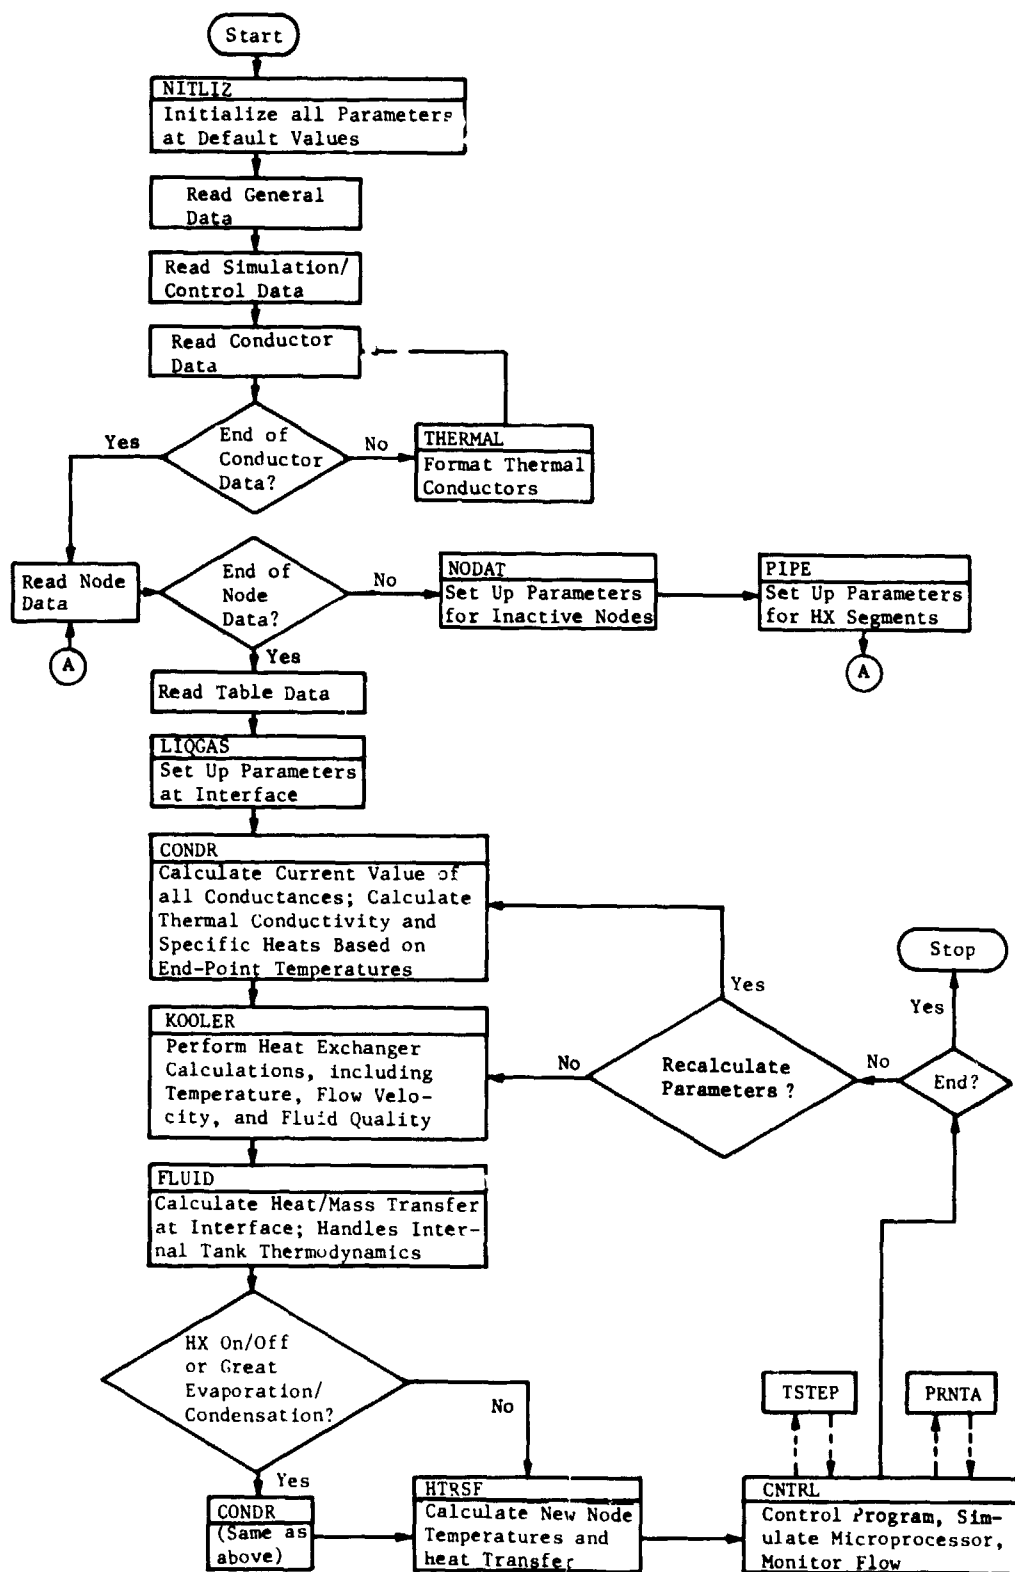 Start
NITLIZ
Initialize all Parameters
at Default Values
Read General
Data
Read Simulation/
Control Data
Read Conductor
Data
Yes
End of
Conductor
Data?
No
THERMAL
Format Thermal
Conductors
Read Node
Data
End of
Node
Data?
No
NODAT
Set Up Parameters
for Inactive Nodes
PIPE
Set Up Parameters
for HX Segments
A
Yes
A
Read Table Data
LIQGAS
Set Up Parameters
at Interface
CONDR
Calculate Current Value of
all Conductances; Calculate
Thermal Conductivity and
Specific Heats Based on
End-Point Temperatures
Stop
Yes
Yes
KOOLER
Perform Heat Exchanger
Calculations, including
Temperature, Flow Velo-
city, and Fluid Quality
No
Recalculate
Parameters?
No
End?
FLUID
Calculate Heat/Mass Transfer
at Interface; Handles Inter-
nal Tank Thermodynamics
HX On/Off
or Great
Evaporation/
Condensation?
No
TSTEP
PRNTA
Yes
CONDR
(Same as
above)
HTRSF
Calculate New Node
Temperatures and
heat Transfer
CNTRL
Control Program, Sim-
ulate Microprocessor,
Monitor Flow